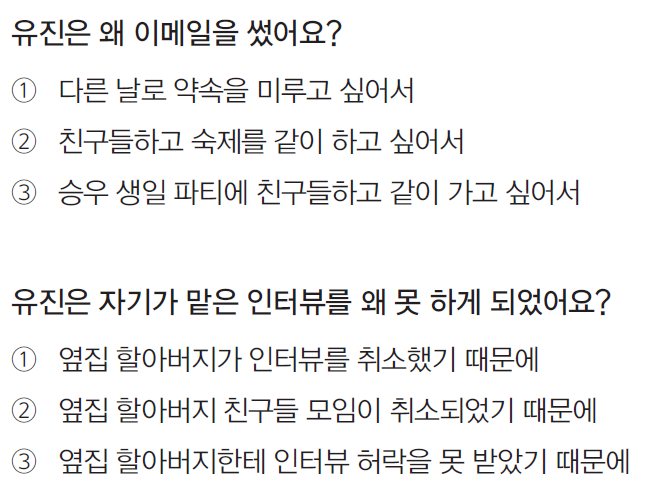 유진은 왜 이메일을 썼어요?
① 다른 날로 약속을 미루고 싶어서
② 친구들하고 숙제를 같이 하고 싶어서
③ 승우 생일 파티에 친구들하고 같이 가고 싶어서
유진은 자기가 맡은 인터뷰를 왜 못 하게 되었어요?
① 옆집 할아버지가 인터뷰를 취소했기 때문에
② 옆집 할아버지 친구들 모임이 취소되었기 때문에
③ 옆집 할아버지한테 인터뷰 허락을 못 받았기 때문에